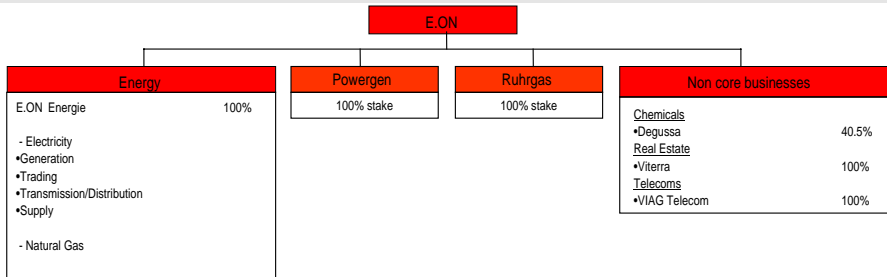 E.ON
Energy
E.ON Energie 100%
- Electricity
•Generation
•Trading
•Transmission/Distribution
•Supply
- Natural Gas
Powergen
100% stake
Ruhrgas
100% stake
Non core businesses
Chemicals
•Degussa 40.5%
Real Estate
•Viterra 100%
Telecoms
•VIAG Telecom 100%